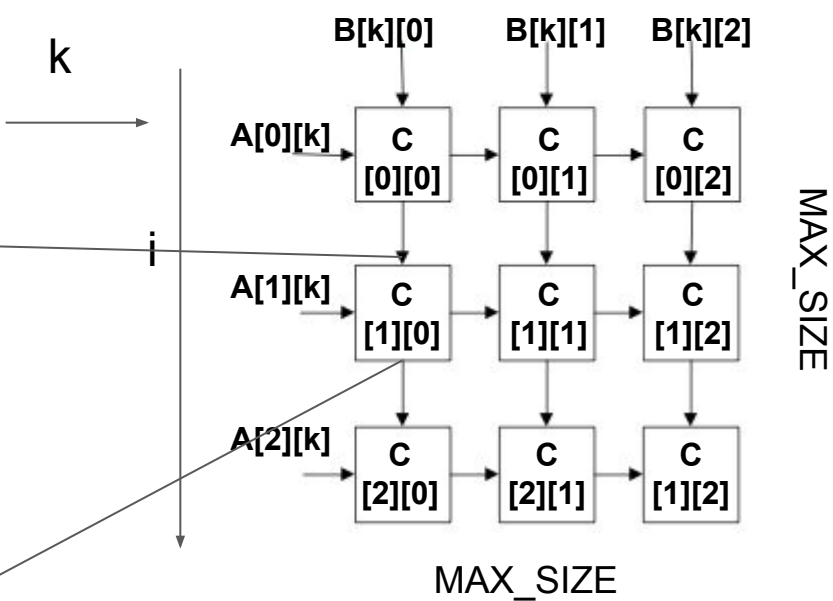 B[k][0] B[k][1] B[k][2]
k
A[0][k] C C C
[0][0] [0][1] [0][2]
MAX_SIZE
i
A[1][k] C C C
[1][0] [1][1] [1][2]
A[2][k] C C C
[2][0] [2][1] [1][2]
MAX_SIZE